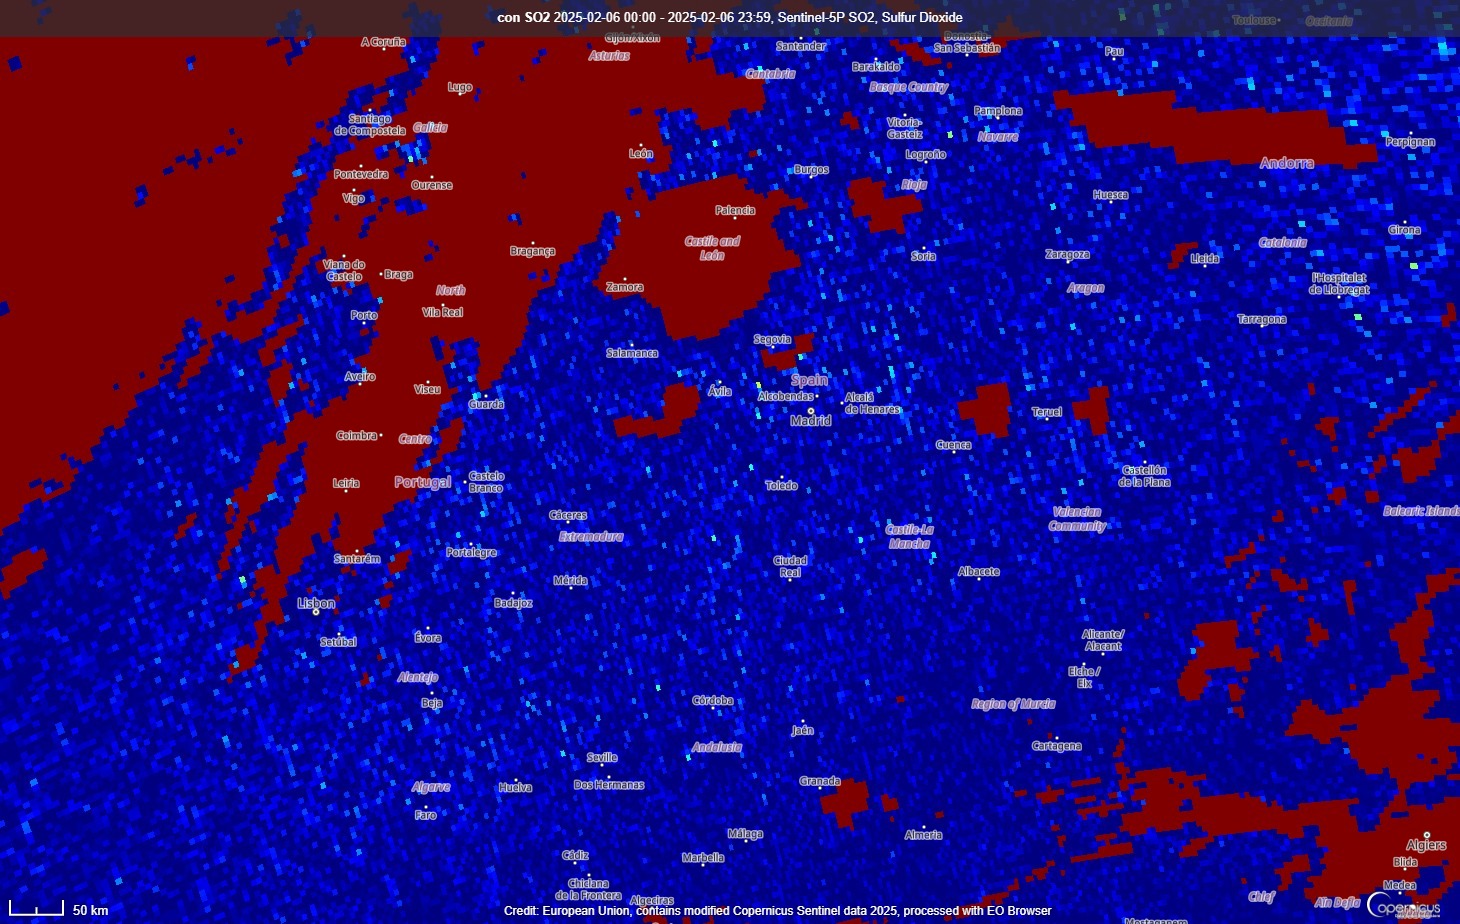 con SO2 2025-02-06 00:00 - 2025-02-06 23:59, Sentinel-5P SO2, Sulfur Dioxide
Toulouse
Occitania
A Coruña
Gijón/Xixón
Santander
Donostia-
San Sebastián
Asturias
Pau
Barakaldo
Cantabria
Lugo
Basque Country
Santiago
de Compostela
Galicia
Pamplona
Vitoria-
Gasteiz
Navarre
Perpignan
León
Logroño
Andorra
Pontevedra
Burgos
Ourense
Rioja
Vigo
Huesca
Palencia
Girona
Castile and
León
Catalonia
Bragança
Soria
Zaragoza
Lleida
Viana do
Castelo
Braga
l'Hospitalet
de Llobregat
North
Zamora
Aragon
Porto
Vila Real
Tarragona
Segovia
Salamanca
Aveiro
Spain
Viseu
Ávila
Alcobendas
Alcalá
de Henares
Guarda
Madrid
Teruel
Coimbra
Centro
Cuenca
Castelo
Branco
Castellón
de la Plana
Leiria
Portugal
Toledo
Cáceres
Valencian
Community
Balearic Islands
Extremadura
Castile-La
Mancha
Santarém
Portalegre
Ciudad
Real
Albacete
Mérida
Lisbon
Badajoz
Setúbal
Évora
Alicante/
Alacant
Alentejo
Elche /
Elx
Beja
Córdoba
Region of Murcia
Jaén
Andalusia
Cartagena
Seville
Algarve
Huelva
Dos Hermanas
Granada
Faro
Málaga
Almeria
Algiers
Cádiz
Marbella
Blida
Chiclana
de la Frontera
Medea
Algeciras
Chlef
Aïn Defla
opernicus
50 km
Credit: European Union, contains modified Copernicus Sentinel data 2025, processed with EO Browser
Mostaganem